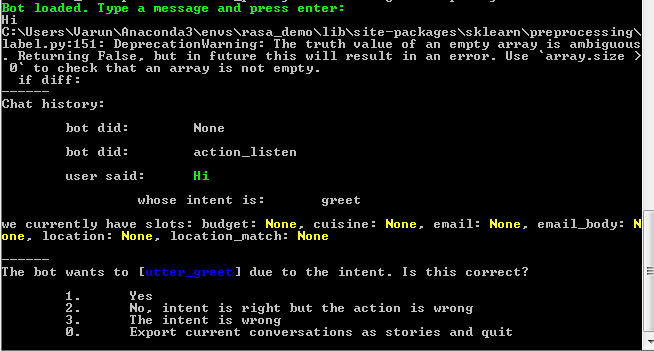 Bot loaded. Type a message and press enter:
Hi
C:\Users\Varun\Anaconda3\envs\rasa_demo\lib\site-packages\sklearn\preprocessing\
label.py:151: DeprecationWarning: The truth value of an empty array is ambiguous
. Returning False, but in future this will result in an error. Use `array.size >
 0` to check that an array is not empty.
  if diff:
------
Chat history:
bot did: None
bot did: action_listen
user said: Hi
whose intent is: greet
we currently have slots: budget: None, cuisine: None, email: None, email_body: N
one, location: None, location_match: None
------
The bot wants to [utter_greet] due to the intent. Is this correct?
1. Yes
2. No, intent is right but the action is wrong
3. The intent is wrong
0. Export current conversations as stories and quit